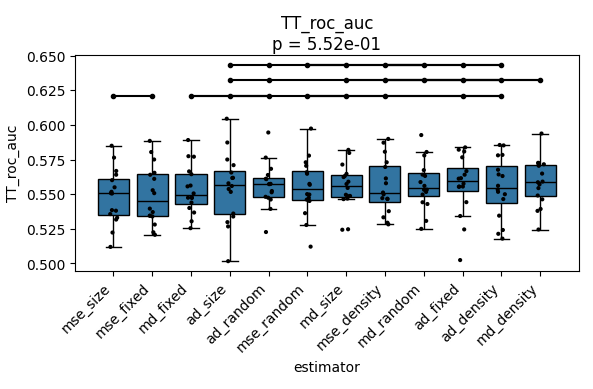 TT_roc_auc
p = 5.52e-01
TT_roc_auc
0.650
0.625
0.600
0.575
0.550
0.525
0.500
mse_size
mse_fixed
md_fixed
ad_size
ad_random
mse_random
md_size
mse_density
md_random
ad_fixed
ad_density
md_density
estimator